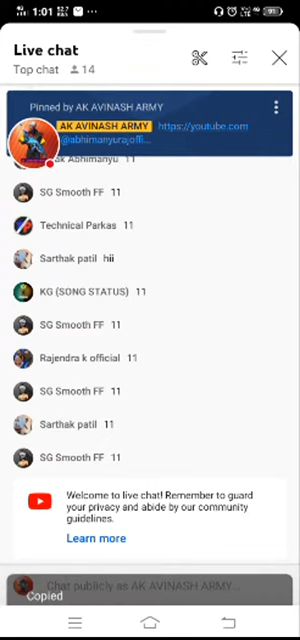 1:01
Live chat
Top chat 14
Pinned by AK AVINASH ARMY
AK AVINASH ARMY https://youtube.com
/@abhimanyurajoffi...
ak Abhimanyu 11
SG Smooth FF 11
Technical Parkas 11
Sarthak patil hii
KG (SONG STATUS) 11
SG Smooth FF 11
Rajendra k official 11
SG Smooth FF 11
Sarthak patil 11
SG Smooth FF 11
Welcome to live chat! Remember to guard
your privacy and abide by our community
guidelines.
Learn more
Chat publicly as AK AVINASH ARMY...
Copied